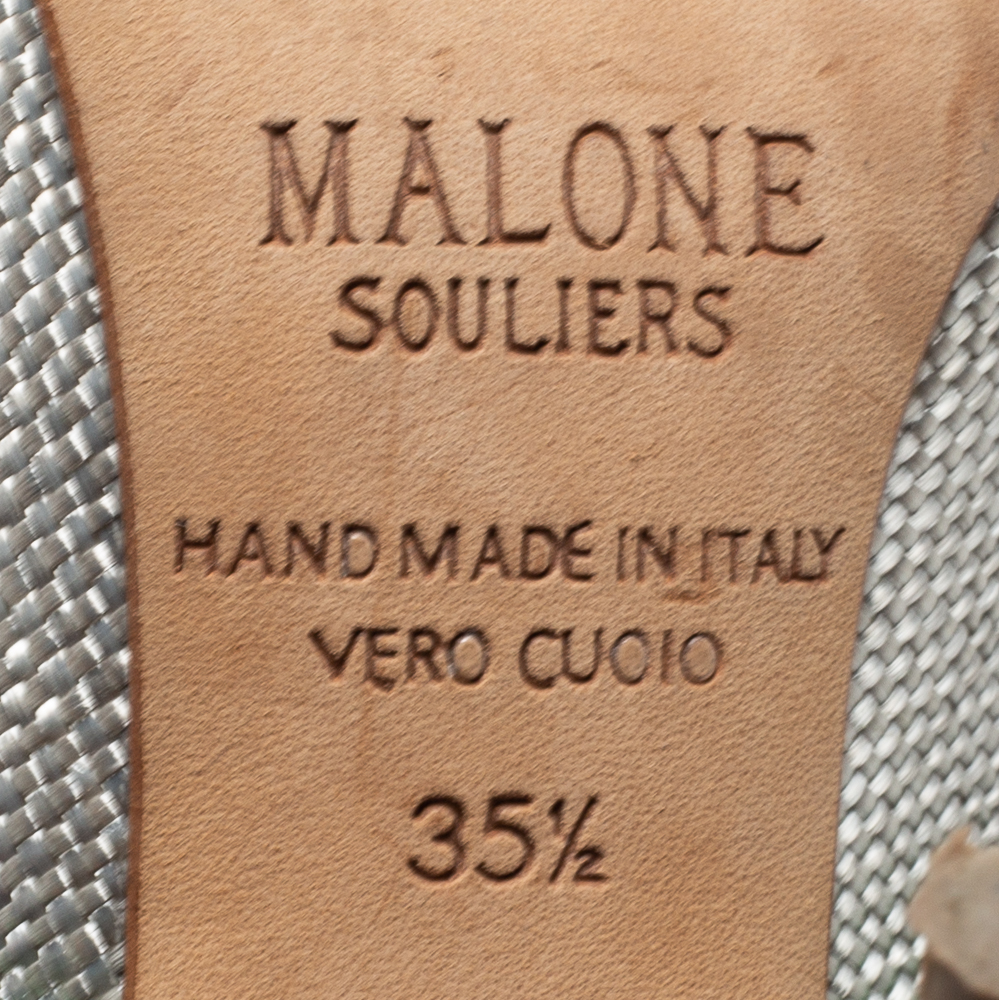 MALONE
SOULIERS
HAND MADE IN ITALY
VERO CUOIO
35½